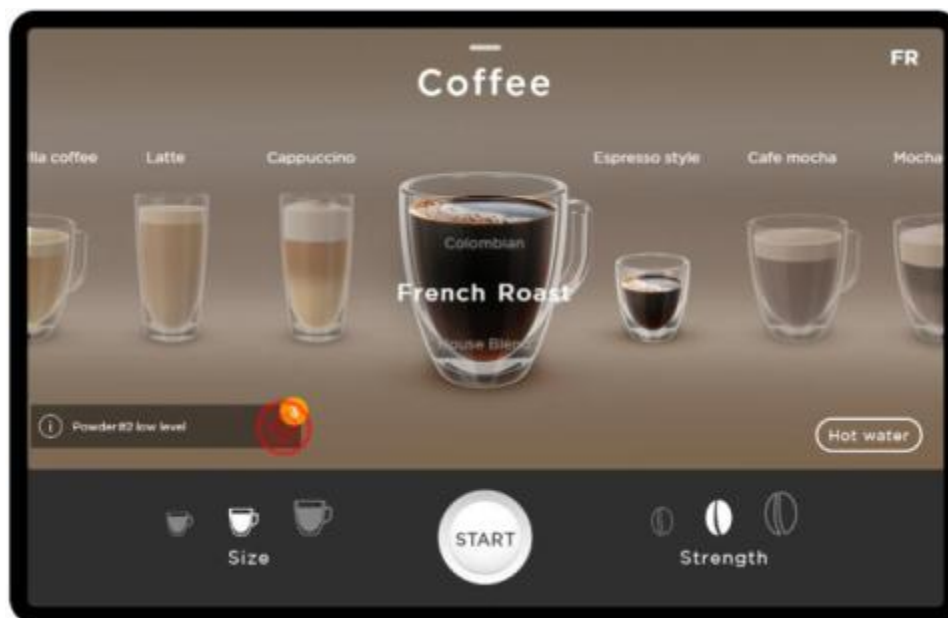 Coffee
FR
lla coffee
Latte
Cappuccino
Espresso style
Cafe mocha
Mocha
Colombian
French Roast
House Blend
Powder #2 low level
Hot water
START
Size
Strength